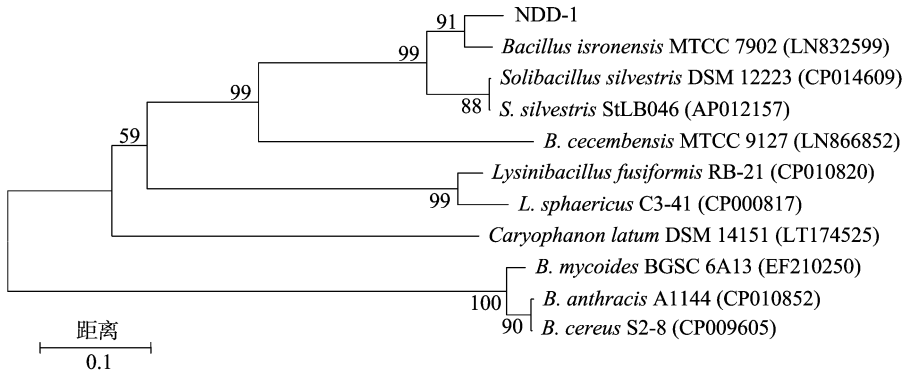 NDD-1
91
Bacillus isronensis MTCC 7902 (LN832599)
99
Solibacillus silvestris DSM 12223 (CP014609)
99
88
S. silvestris StLB046 (AP012157)
59
B. cecembensis MTCC 9127 (LN866852)
Lysinibacillus fusiformis RB-21 (CP010820)
99
L. sphaericus C3-41 (CP000817)
Caryophanon latum DSM 14151 (LT174525)
B. mycoides BGSC 6A13 (EF210250)
100
B. anthracis A1144 (CP010852)
90
B. cereus S2-8 (CP009605)
距离
0.1